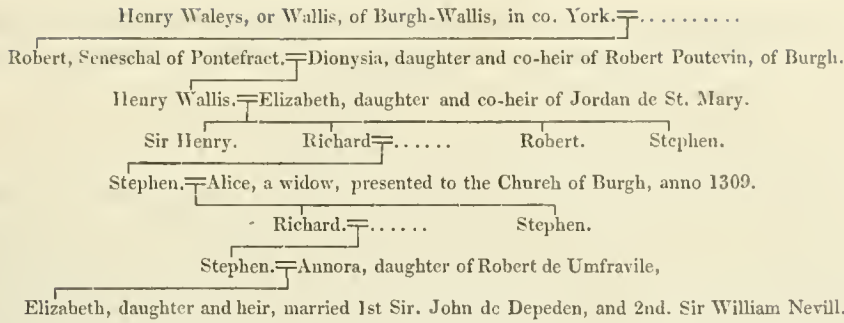 Henry Waleys, or Wallis, of Burgh-Wallis, in co. York.=..........
Robert, Seneschal of Pontefract.=Dionysia, daughter and co-heir of Robert Poutevin, of Burgh.
Henry Wallis.=Elizabeth, daughter and co-heir of Jordan de St. Mary.
Sir Henry. Richard=...... Robert. Stephen.
Stephen.=Alice, a widow, presented to the Church of Burgh, anno 1309.
Richard.=...... Stephen.
Stephen.=Annora, daughter of Robert de Umfravile,
Elizabeth, daughter and heir, married 1st Sir. John de Depeden, and 2nd. Sir William Nevill.